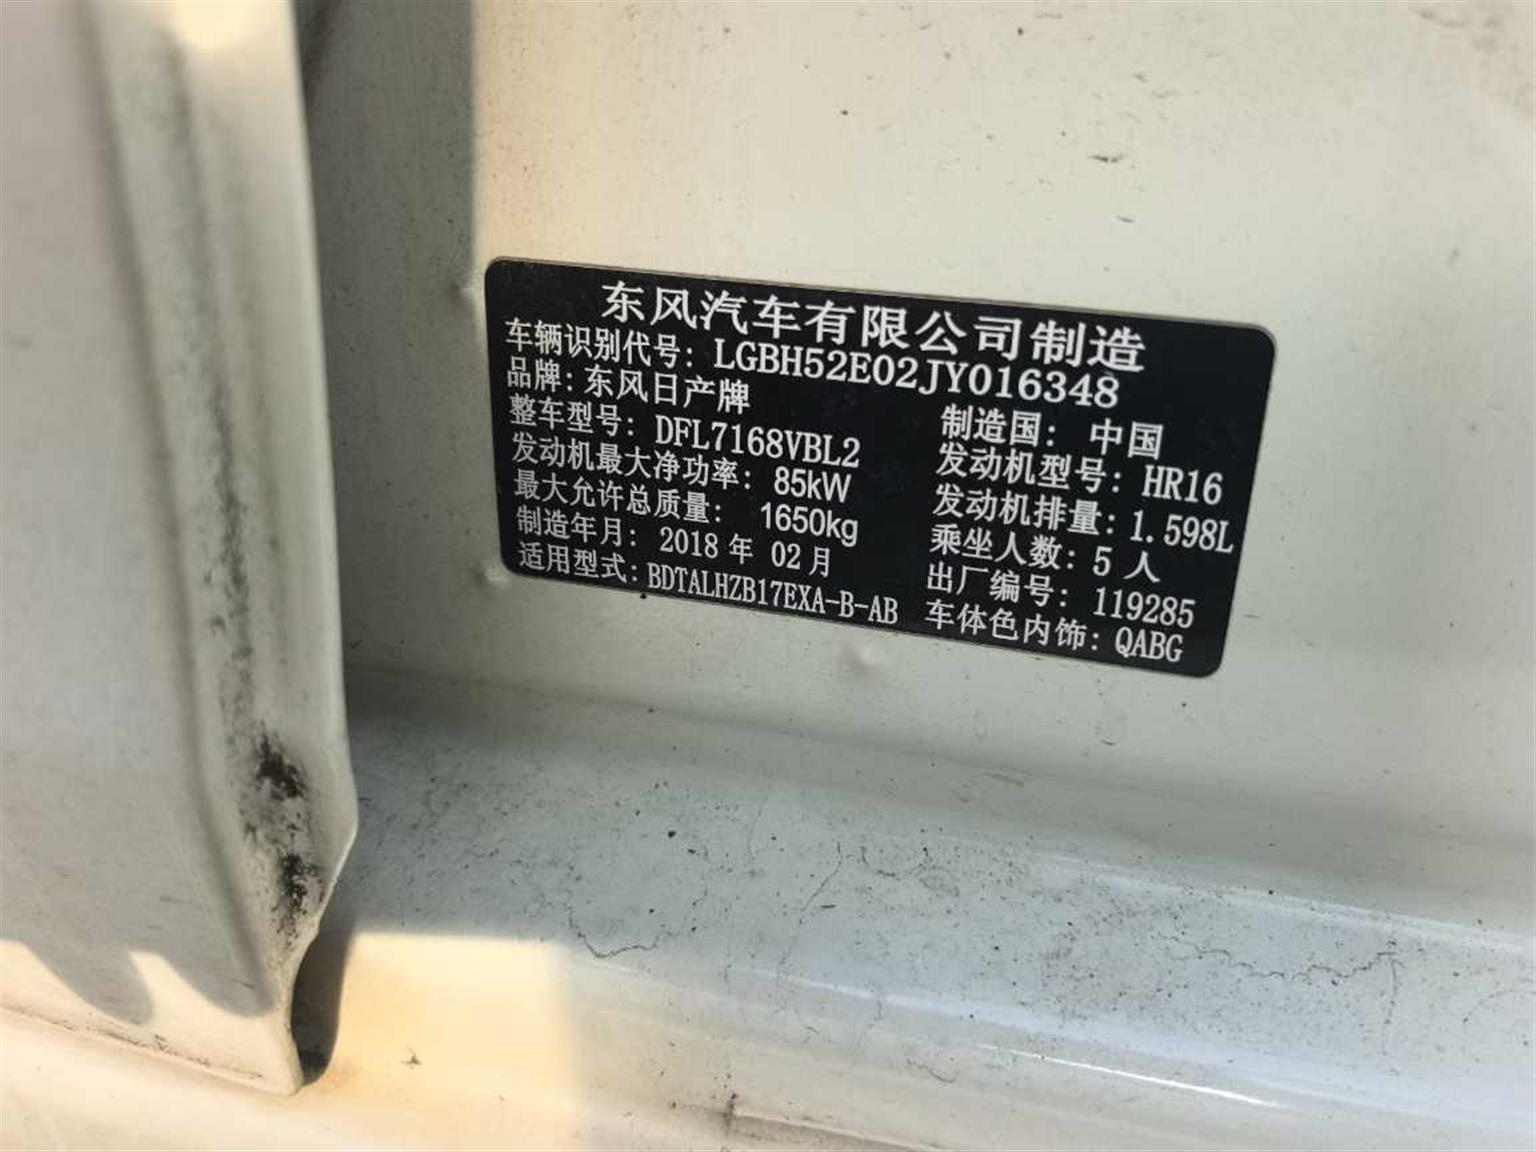 东风汽车有限公司制造
车辆识别代号: LGBH52E02JY016348
品牌: 东风日产牌 制造国: 中国
整车型号: DFL7168VBL2 发动机型号: HR16
发动机最大净功率: 85kW 发动机排量: 1.598L
最大允许总质量: 1650kg 乘坐人数: 5 人
制造年月: 2018 年 02 月 出厂编号: 119285
适用型式: BDTALHZB17EXA-B-AB 车体色内饰: QABG